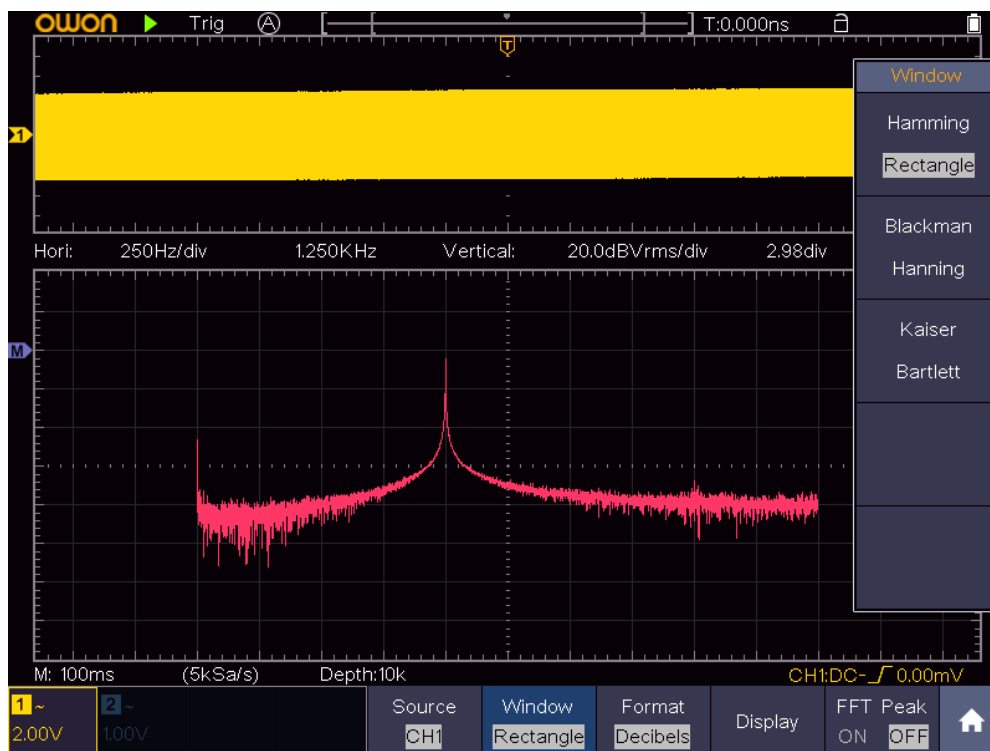 owon Trig A T:0.000ns
T
Window
1
Hamming
Rectangle
Blackman
Hori: 250Hz/div 1.250KHz Vertical: 20.0dBVrms/div 2.98div
Hanning
Kaiser
M
Bartlett
M: 100ms (5kSa/s) Depth:10k CH1:DC- 0.00mV
1 ~ 2 ~ Source Window Format Display FFT Peak
2.00V 1.00V CH1 Rectangle Decibels ON OFF